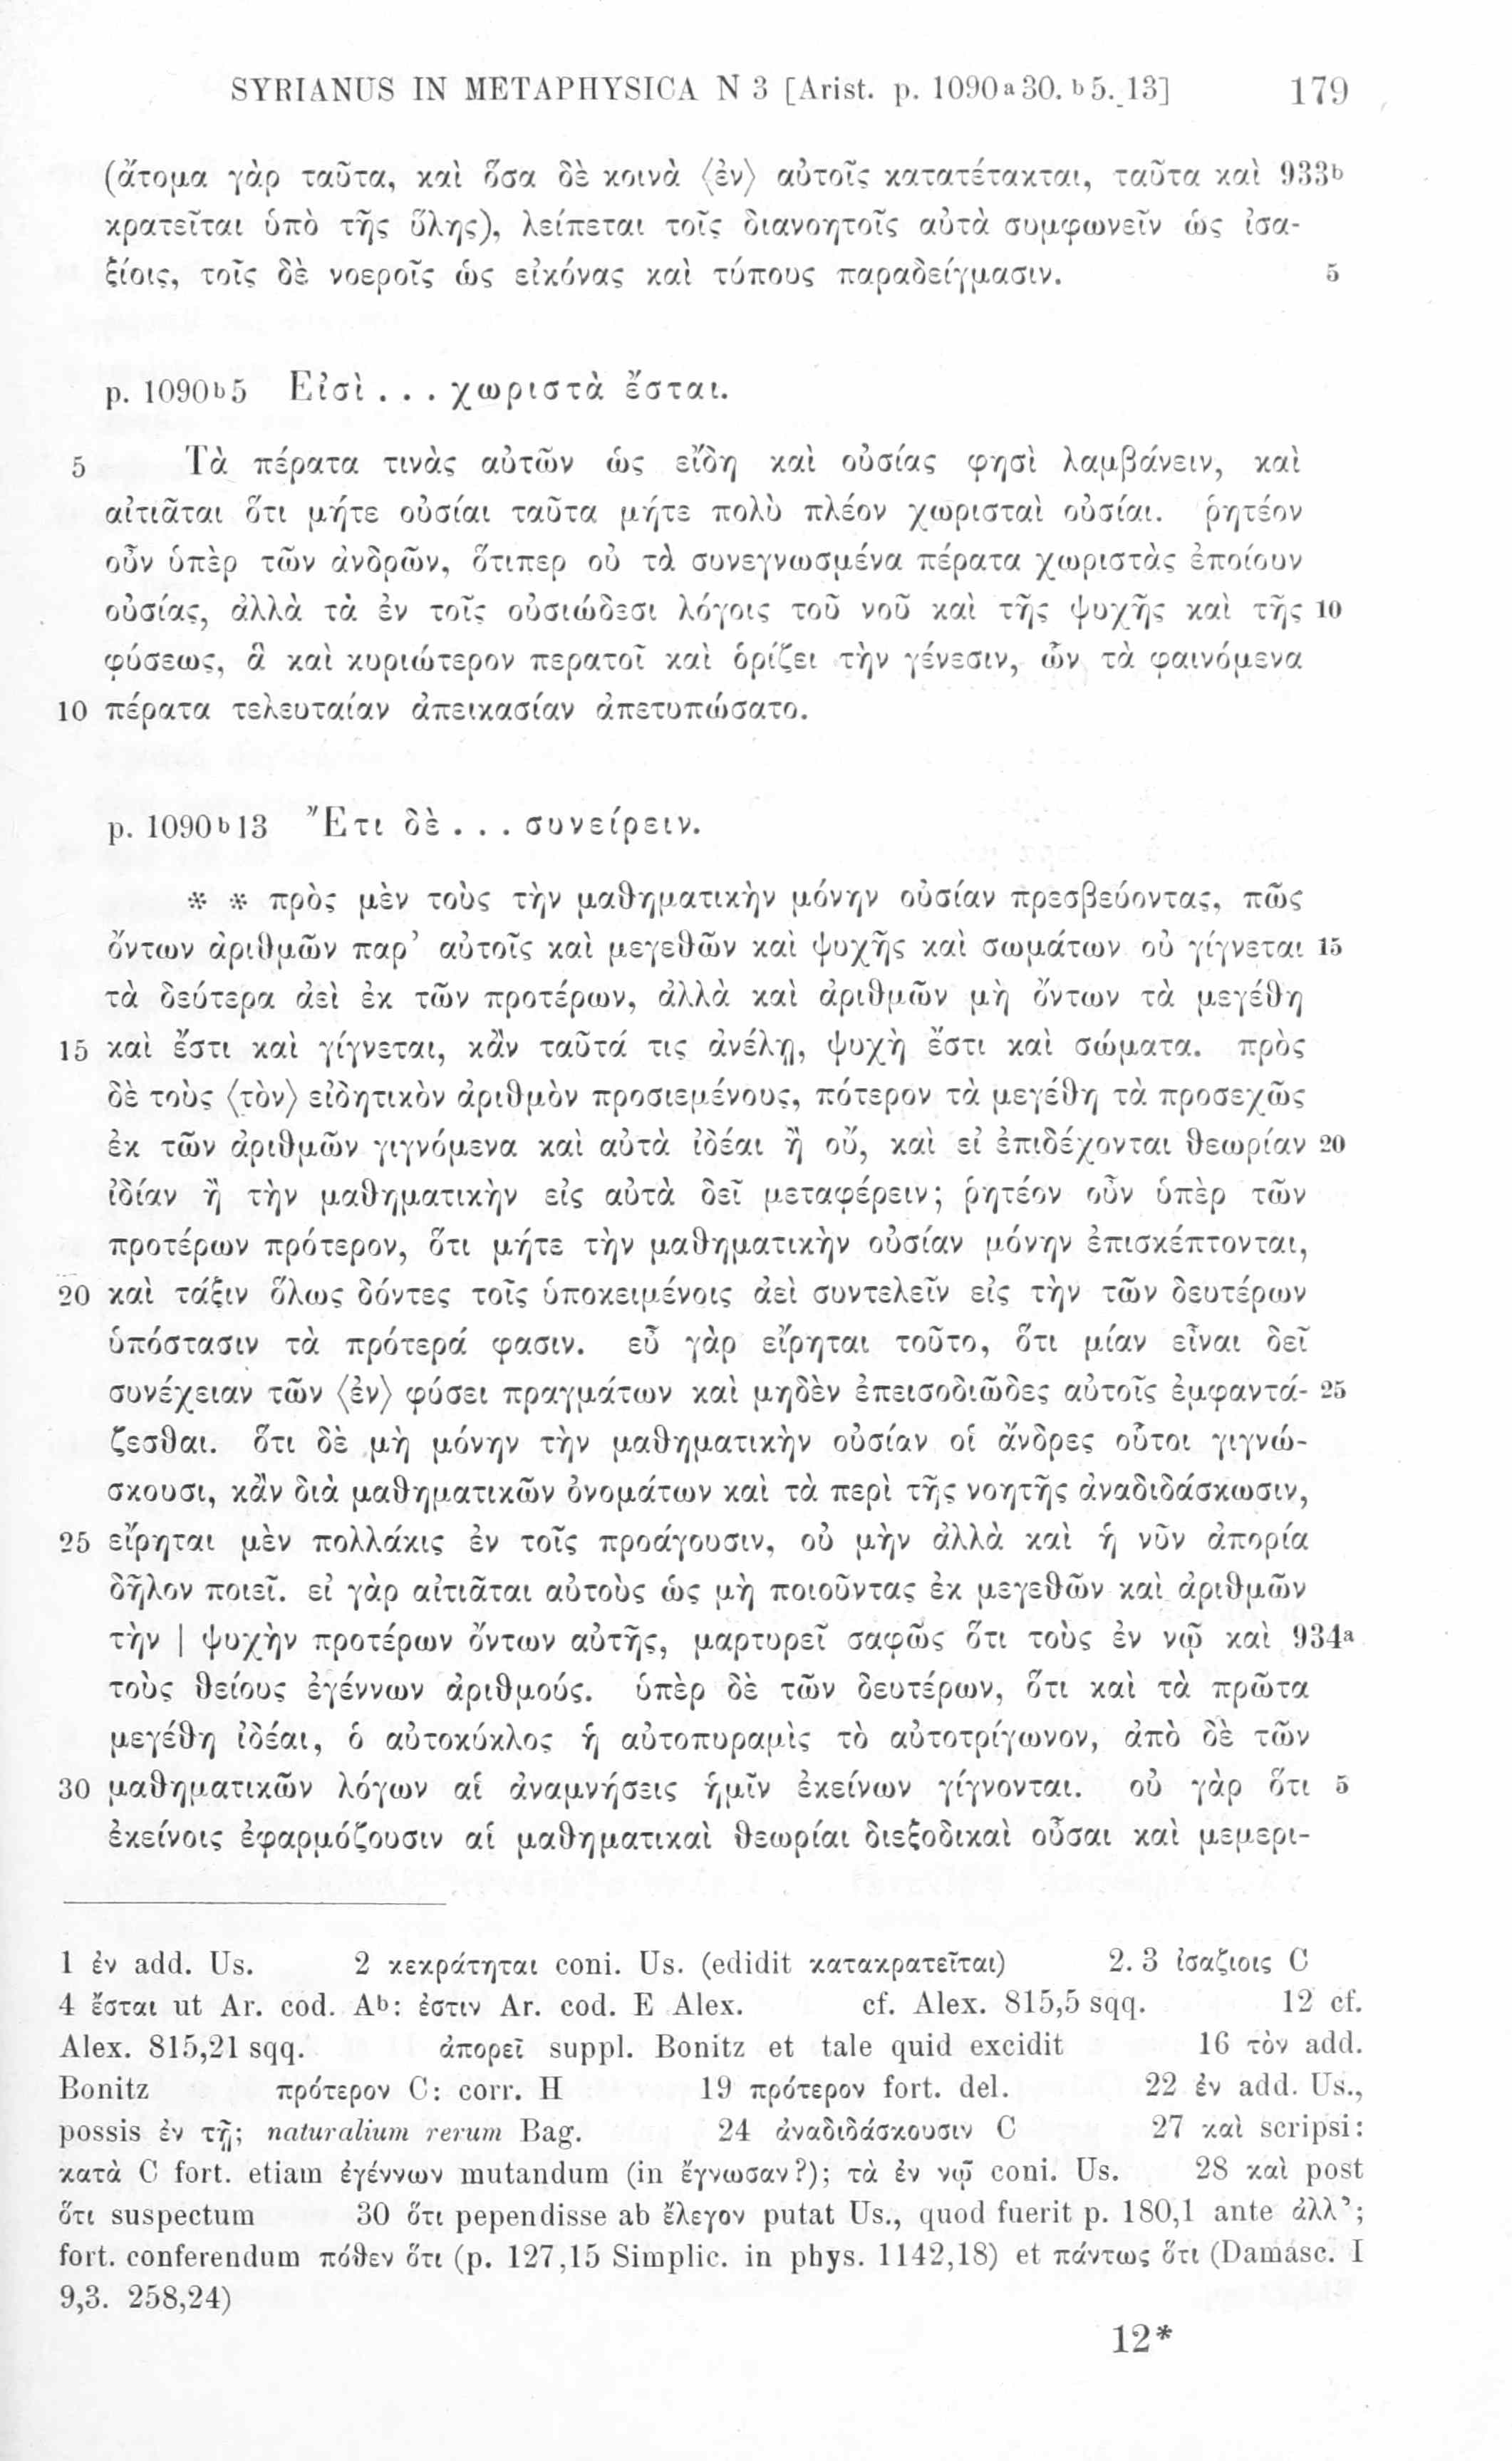 SYRIANUS IN METAPHYSICA N 3 [Arist. p. 1090a30. b5. 13] 179
(ἄτομα γὰρ ταῦτα, καὶ ὅσα δὲ κοινὰ ⟨ἐν⟩ αὐτοῖς κατατέτακται, ταῦτα καὶ 933b
κρατεῖται ὑπὸ τῆς ὕλης), λείπεται τοῖς διανοητοῖς αὐτὰ συμφωνεῖν ὡς ἰσα-
ξίοις, τοῖς δὲ νοεροῖς ὡς εἰκόνας καὶ τύπους παραδείγμασιν. 5
p. 1090b5 Εἰσὶ . . . χωριστὰ ἔσται.
5 Τὰ πέρατα τινὰς αὐτῶν ὡς εἴδη καὶ οὐσίας φησὶ λαμβάνειν, καὶ
αἰτιᾶται ὅτι μήτε οὐσίαι ταῦτα μήτε πολὺ πλέον χωρισταὶ οὐσίαι. ῥητέον
οὖν ὑπὲρ τῶν ἀνδρῶν, ὅτιπερ οὐ τὰ συνεγνωσμένα πέρατα χωριστὰς ἐποίουν
οὐσίας, ἀλλὰ τὰ ἐν τοῖς οὐσιώδεσι λόγοις τοῦ νοῦ καὶ τῆς ψυχῆς καὶ τῆς 10
φύσεως, ἃ καὶ κυριώτερον περατοῖ καὶ ὁρίζει τὴν γένεσιν, ὧν τὰ φαινόμενα
10 πέρατα τελευταίαν ἀπεικασίαν ἀπετυπώσατο.
p. 1090b13 Ἔτι δὲ . . . συνείρειν.
* * πρὸς μὲν τοὺς τὴν μαθηματικὴν μόνην οὐσίαν πρεσβεύοντας, πῶς
ὄντων ἀριθμῶν παρ’ αὐτοῖς καὶ μεγεθῶν καὶ ψυχῆς καὶ σωμάτων οὐ γίγνεται 15
τὰ δεύτερα ἀεὶ ἐκ τῶν προτέρων, ἀλλὰ καὶ ἀριθμῶν μὴ ὄντων τὰ μεγέθη
15 καὶ ἔστι καὶ γίγνεται, κἂν ταῦτά τις ἀνέλῃ, ψυχὴ ἔστι καὶ σώματα. πρὸς
δὲ τοὺς ⟨τὸν⟩ εἰδητικὸν ἀριθμὸν προσιεμένους, πότερον τὰ μεγέθη τὰ προσεχῶς
ἐκ τῶν ἀριθμῶν γιγνόμενα καὶ αὐτὰ ἰδέαι ἢ οὔ, καὶ εἰ ἐπιδέχονται θεωρίαν 20
ἰδίαν ἢ τὴν μαθηματικὴν εἰς αὐτὰ δεῖ μεταφέρειν; ῥητέον οὖν ὑπὲρ τῶν
προτέρων πρότερον, ὅτι μήτε τὴν μαθηματικὴν οὐσίαν μόνην ἐπισκέπτονται,
20 καὶ τάξιν ὅλως δόντες τοῖς ὑποκειμένοις ἀεὶ συντελεῖν εἰς τὴν τῶν δευτέρων
ὑπόστασιν τὰ πρότερά φασιν. εὖ γὰρ εἴρηται τοῦτο, ὅτι μίαν εἶναι δεῖ
συνέχειαν τῶν ⟨ἐν⟩ φύσει πραγμάτων καὶ μηδὲν ἐπεισοδιῶδες αὐτοῖς ἐμφαντά- 25
ζεσθαι. ὅτι δὲ μὴ μόνην τὴν μαθηματικὴν οὐσίαν οἱ ἄνδρες οὗτοι γιγνώ-
σκουσι, κἂν διὰ μαθηματικῶν ὀνομάτων καὶ τὰ περὶ τῆς νοητῆς ἀναδιδάσκωσιν,
25 εἴρηται μὲν πολλάκις ἐν τοῖς προάγουσιν, οὐ μὴν ἀλλὰ καὶ ἡ νῦν ἀπορία
δῆλον ποιεῖ. εἰ γὰρ αἰτιᾶται αὐτοὺς ὡς μὴ ποιοῦντας ἐκ μεγεθῶν καὶ ἀριθμῶν
τὴν | ψυχὴν προτέρων ὄντων αὐτῆς, μαρτυρεῖ σαφῶς ὅτι τοὺς ἐν νῷ καὶ 934a
τοὺς θείους ἐγέννων ἀριθμούς. ὑπὲρ δὲ τῶν δευτέρων, ὅτι καὶ τὰ πρῶτα
μεγέθη ἰδέαι, ὁ αὐτοκύκλος ἡ αὐτοπυραμὶς τὸ αὐτοτρίγωνον, ἀπὸ δὲ τῶν
30 μαθηματικῶν λόγων αἱ ἀναμνήσεις ἡμῖν ἐκείνων γίγνονται. οὐ γὰρ ὅτι 5
ἐκείνοις ἐφαρμόζουσιν αἱ μαθηματικαὶ θεωρίαι διεξοδικαὶ οὖσαι καὶ μεμερι-
1 ἐν add. Us. 2 κεκράτηται coni. Us. (edidit κατακρατεῖται) 2. 3 ἰσαζιοις C
4 ἔσται ut Ar. cod. Ab: ἐστιν Ar. cod. E Alex. cf. Alex. 815,5 sqq. 12 cf.
Alex. 815,21 sqq. ἀπορεῖ suppl. Bonitz et tale quid excidit 16 τὸν add.
Bonitz πρότερον C: corr. H 19 πρότερον fort. del. 22 ἐν add. Us.,
possis ἐν τῇ; naturalium rerum Bag. 24 ἀναδιδάσκουσιν C 27 καὶ scripsi:
κατὰ C fort. etiam ἐγέννων mutandum (in ἔγνωσαν?); τὰ ἐν νῷ coni. Us. 28 καὶ post
ὅτι suspectum 30 ὅτι pependisse ab ἔλεγον putat Us., quod fuerit p. 180,1 ante ἀλλ’;
fort. conferendum πόθεν ὅτι (p. 127,15 Simplic. in phys. 1142,18) et πάντως ὅτι (Damasc. I
9,3. 258,24)
12*